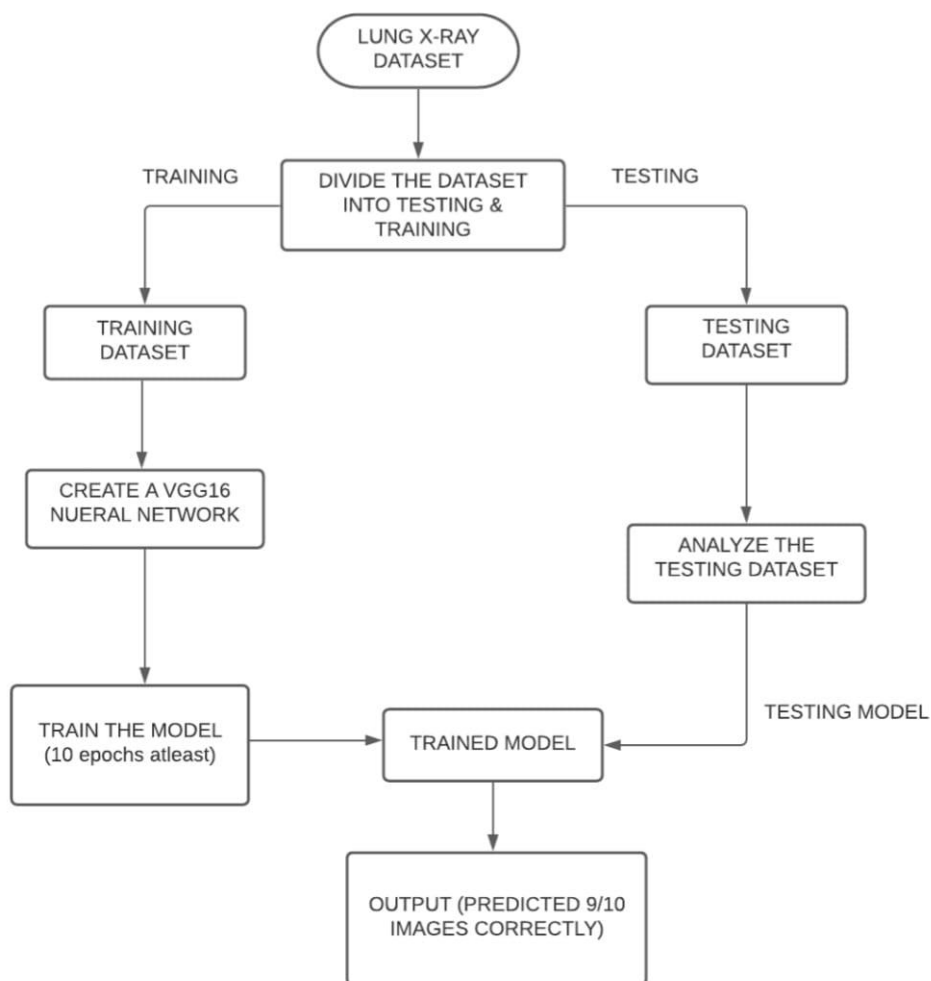 LUNG X-RAY
DATASET
TRAINING
DIVIDE THE DATASET
INTO TESTING &
TRAINING
TESTING
TRAINING
DATASET
TESTING
DATASET
CREATE A VGG16
NUERAL NETWORK
ANALYZE THE
TESTING DATASET
TRAIN THE MODEL
(10 epochs atleast)
TRAINED MODEL
TESTING MODEL
OUTPUT (PREDICTED 9/10
IMAGES CORRECTLY)